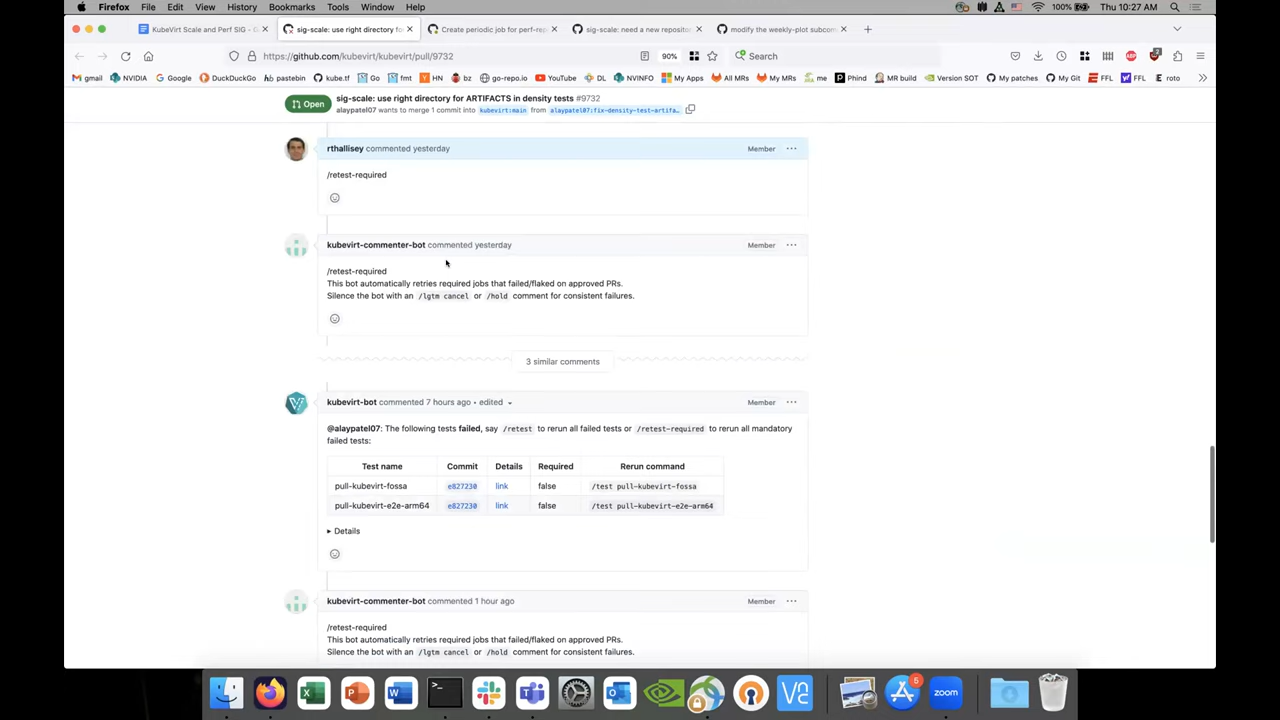 Firefox File Edit View History Bookmarks Tools Window Help 100% Thu 10:27 AM
KubeVirt Scale and Perf SIG - G
sig-scale: use right directory fo
Create periodic job for perf-re
sig-scale: need a new reposito
modify the weekly-plot subcom
https://github.com/kubevirt/kubevirt/pull/9732 90% Search
gmail NVIDIA Google DuckDuckGo pastebin kube.tf Go fmt HN bz go-repo.io YouTube DL NVINFO My Apps All MRs My MRs me Phind MR build Version SOT My patches My Git FFL FFL roto
Open
sig-scale: use right directory for ARTIFACTS in density tests #9732
alaypatel07 wants to merge 1 commit into kubevirt:main from alaypatel07:fix-density-test-artifa…
rthallisey commented yesterday Member
/retest-required
kubevirt-commenter-bot commented yesterday Member
/retest-required
This bot automatically retries required jobs that failed/flaked on approved PRs.
Silence the bot with an /lgtm cancel or /hold comment for consistent failures.
3 similar comments
kubevirt-bot commented 7 hours ago • edited Member
@alaypatel07: The following tests failed, say /retest to rerun all failed tests or /retest-required to rerun all mandatory
failed tests:
Test name Commit Details Required Rerun command
pull-kubevirt-fossa e827230 link false /test pull-kubevirt-fossa
pull-kubevirt-e2e-arm64 e827230 link false /test pull-kubevirt-e2e-arm64
Details
kubevirt-commenter-bot commented 1 hour ago Member
/retest-required
This bot automatically retries required jobs that failed/flaked on approved PRs.
Silence the bot with an /lgtm cancel or /hold comment for consistent failures.
5
zoom